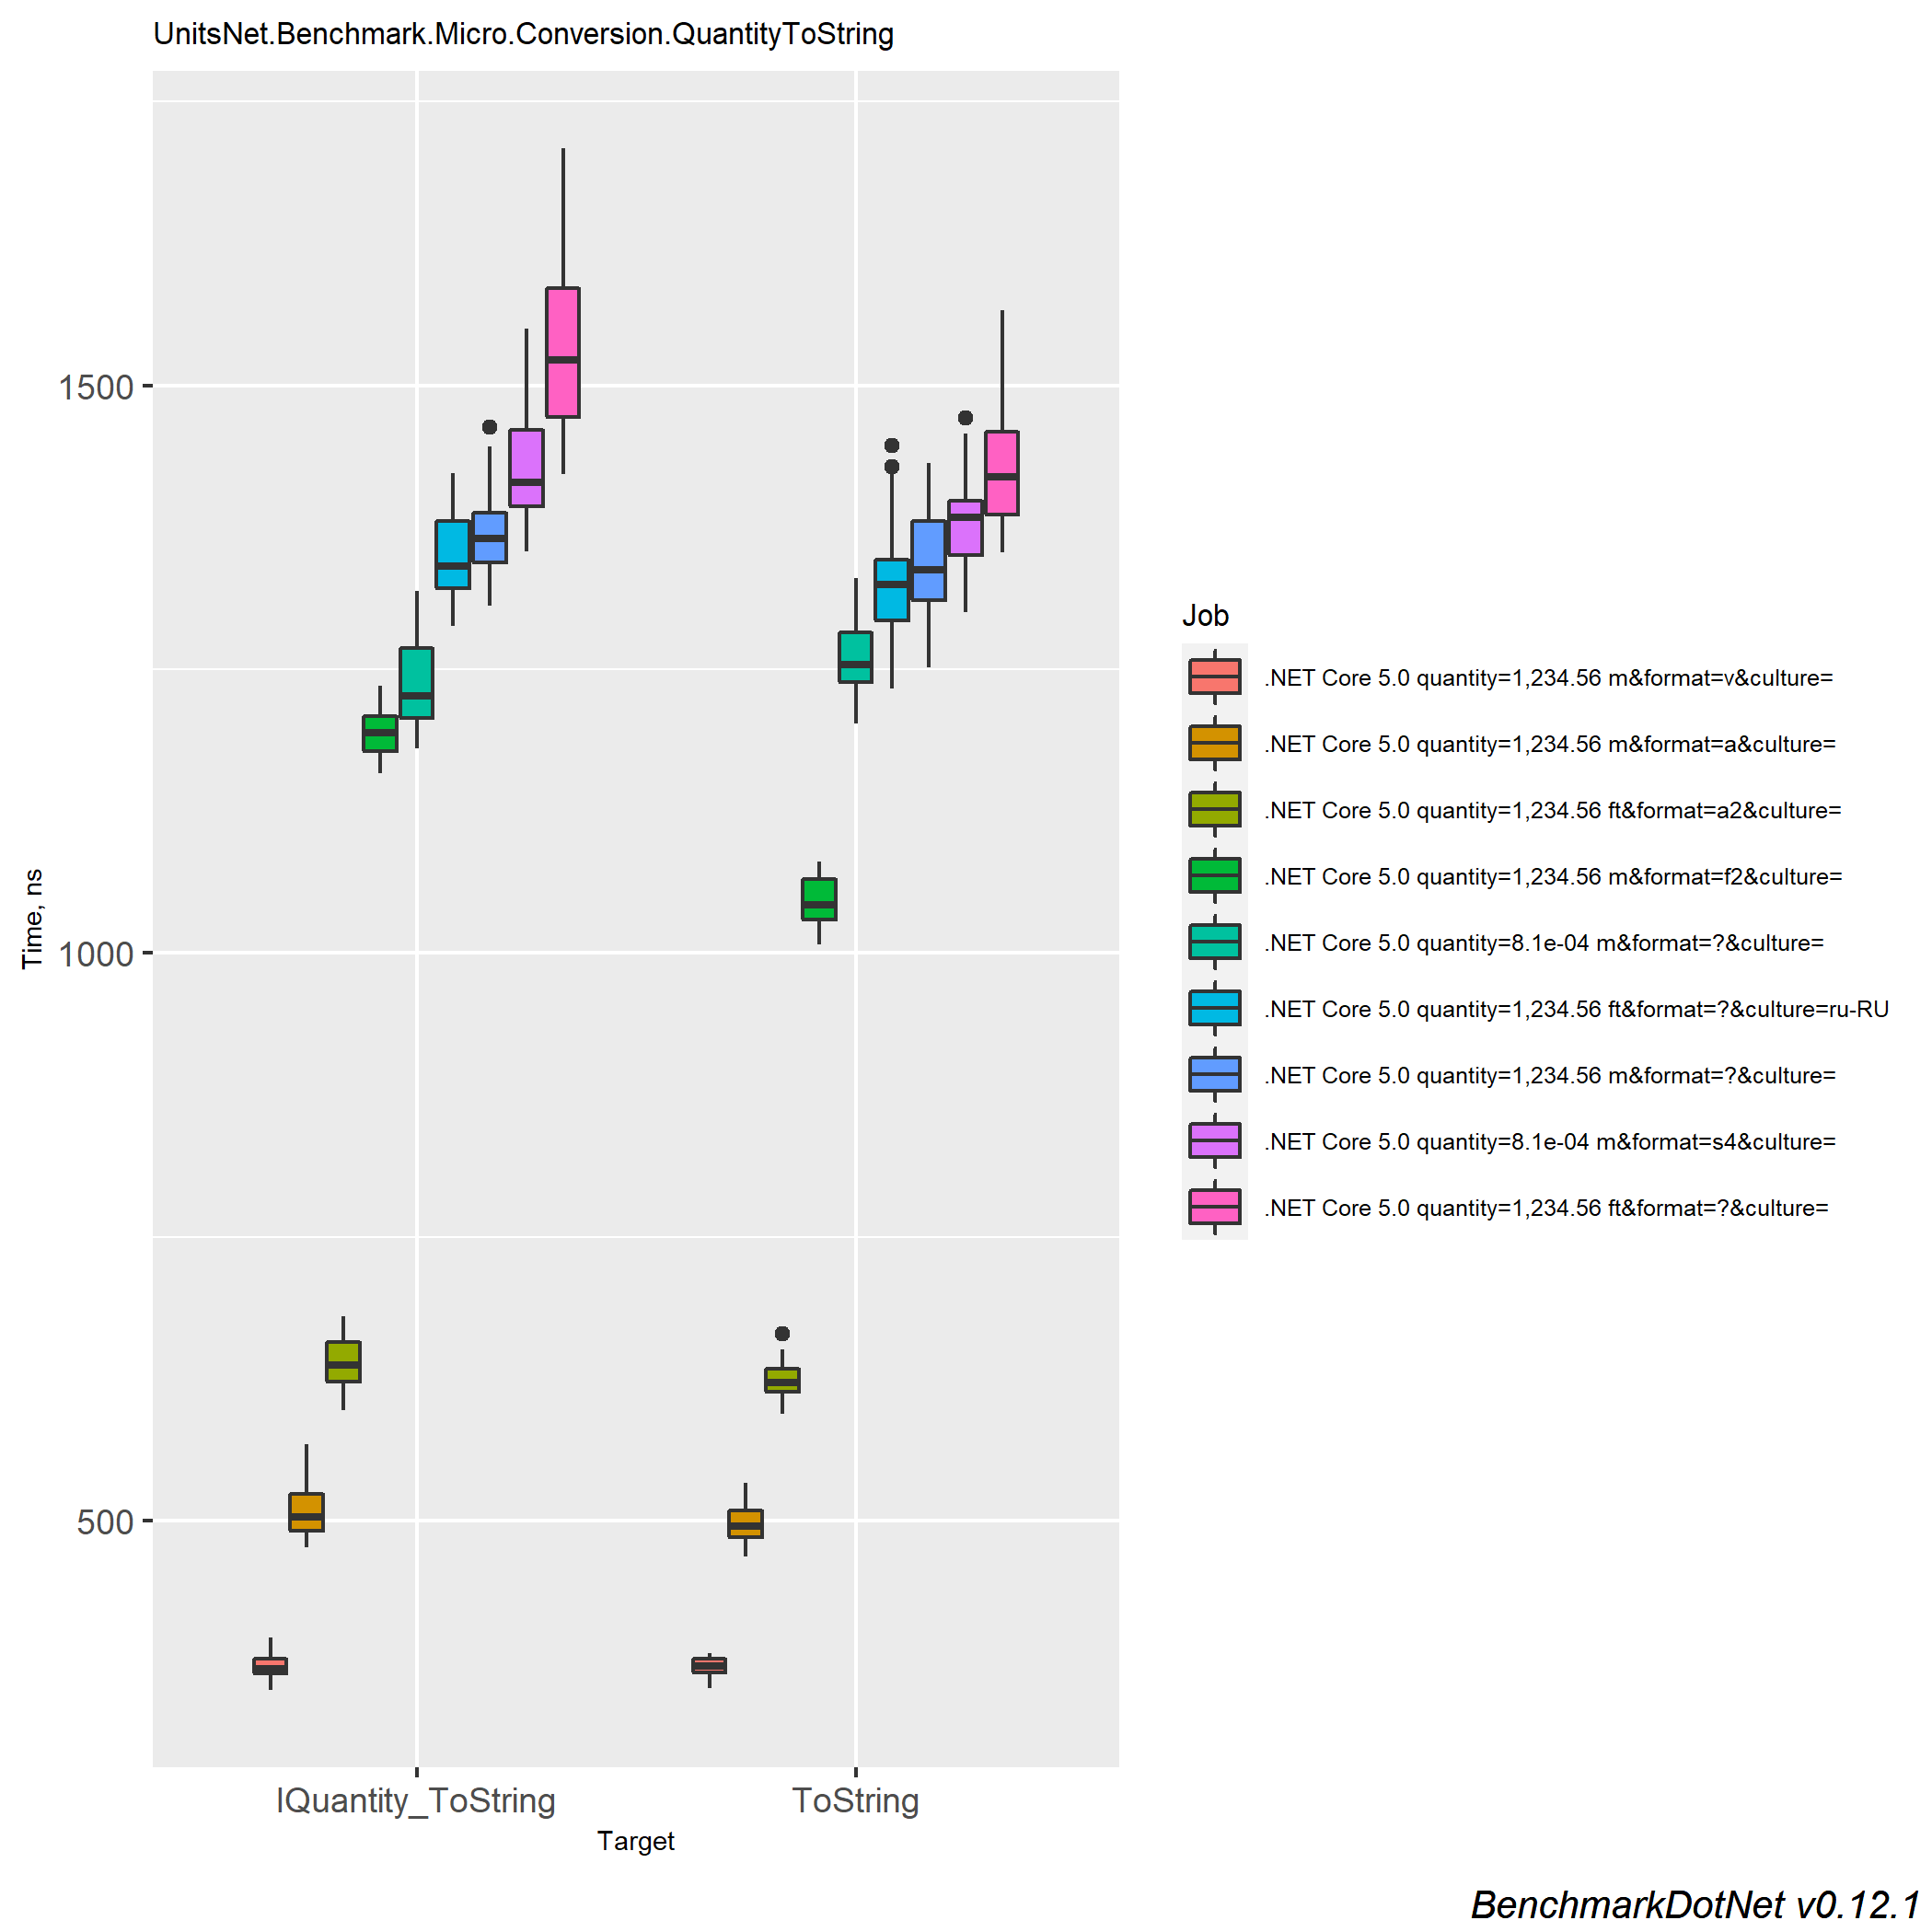 UnitsNet.Benchmark.Micro.Conversion.QuantityToString
1500
1000
500
Time, ns
IQuantity_ToString
ToString
Target
Job
.NET Core 5.0 quantity=1,234.56 m&format=v&culture=
.NET Core 5.0 quantity=1,234.56 m&format=a&culture=
.NET Core 5.0 quantity=1,234.56 ft&format=a2&culture=
.NET Core 5.0 quantity=1,234.56 m&format=f2&culture=
.NET Core 5.0 quantity=8.1e-04 m&format=?&culture=
.NET Core 5.0 quantity=1,234.56 ft&format=?&culture=ru-RU
.NET Core 5.0 quantity=1,234.56 m&format=?&culture=
.NET Core 5.0 quantity=8.1e-04 m&format=s4&culture=
.NET Core 5.0 quantity=1,234.56 ft&format=?&culture=
BenchmarkDotNet v0.12.1